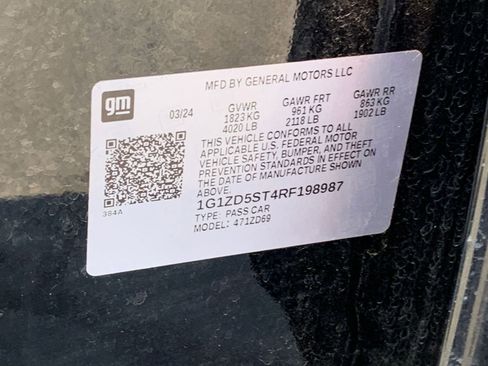 MFD BY GENERAL MOTORS LLC
gm
03/24 GVWR GAWR FRT GAWR RR
1823 KG 961 KG 863 KG
4020 LB 2118 LB 1902 LB
THIS VEHICLE CONFORMS TO ALL
APPLICABLE U.S. FEDERAL MOTOR
VEHICLE SAFETY, BUMPER, AND THEFT
PREVENTION STANDARDS IN EFFECT ON
THE DATE OF MANUFACTURE SHOWN
ABOVE.
1G1ZD5ST4RF198987
TYPE: PASS CAR
MODEL: 471ZD69
384A